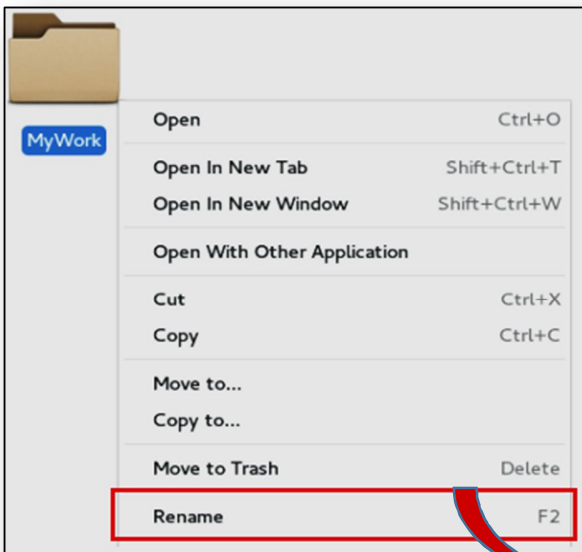 MyWork
Open Ctrl+O
Open In New Tab Shift+Ctrl+T
Open In New Window Shift+Ctrl+W
Open With Other Application
Cut Ctrl+X
Copy Ctrl+C
Move to...
Copy to...
Move to Trash Delete
Rename F2